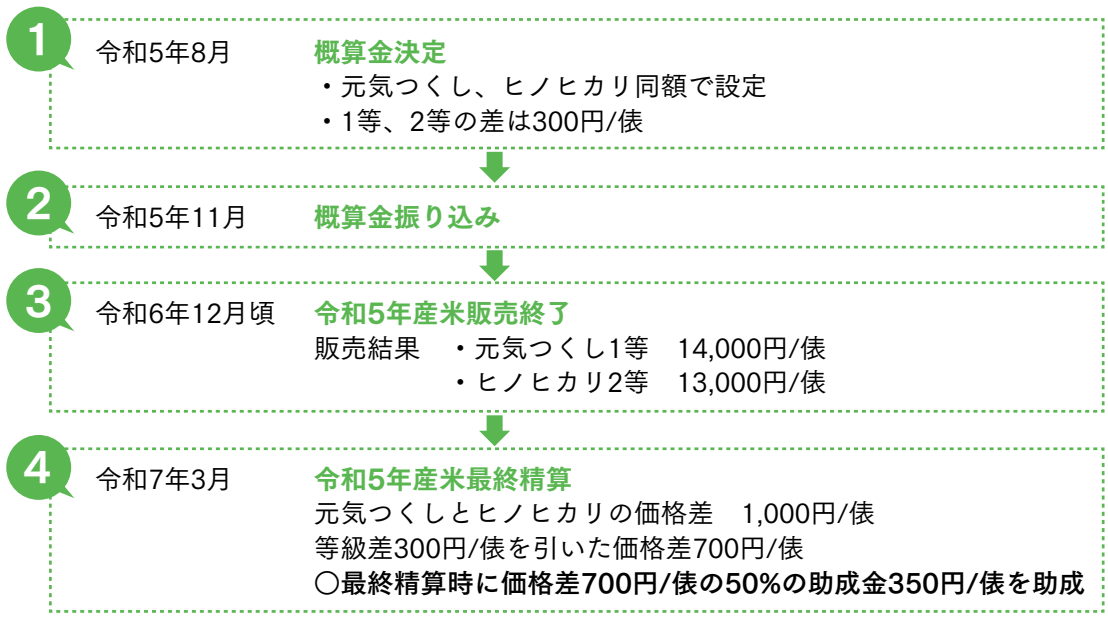 1
令和5年8月 概算金決定
・元気つくし、ヒノヒカリ同額で設定
・1等、2等の差は300円/俵
2
令和5年11月 概算金振り込み
3
令和6年12月頃 令和5年産米販売終了
販売結果 ・元気つくし1等 14,000円/俵
・ヒノヒカリ2等 13,000円/俵
4
令和7年3月 令和5年産米最終精算
元気つくしとヒノヒカリの価格差 1,000円/俵
等級差300円/俵を引いた価格差700円/俵
○最終精算時に価格差700円/俵の50%の助成金350円/俵を助成